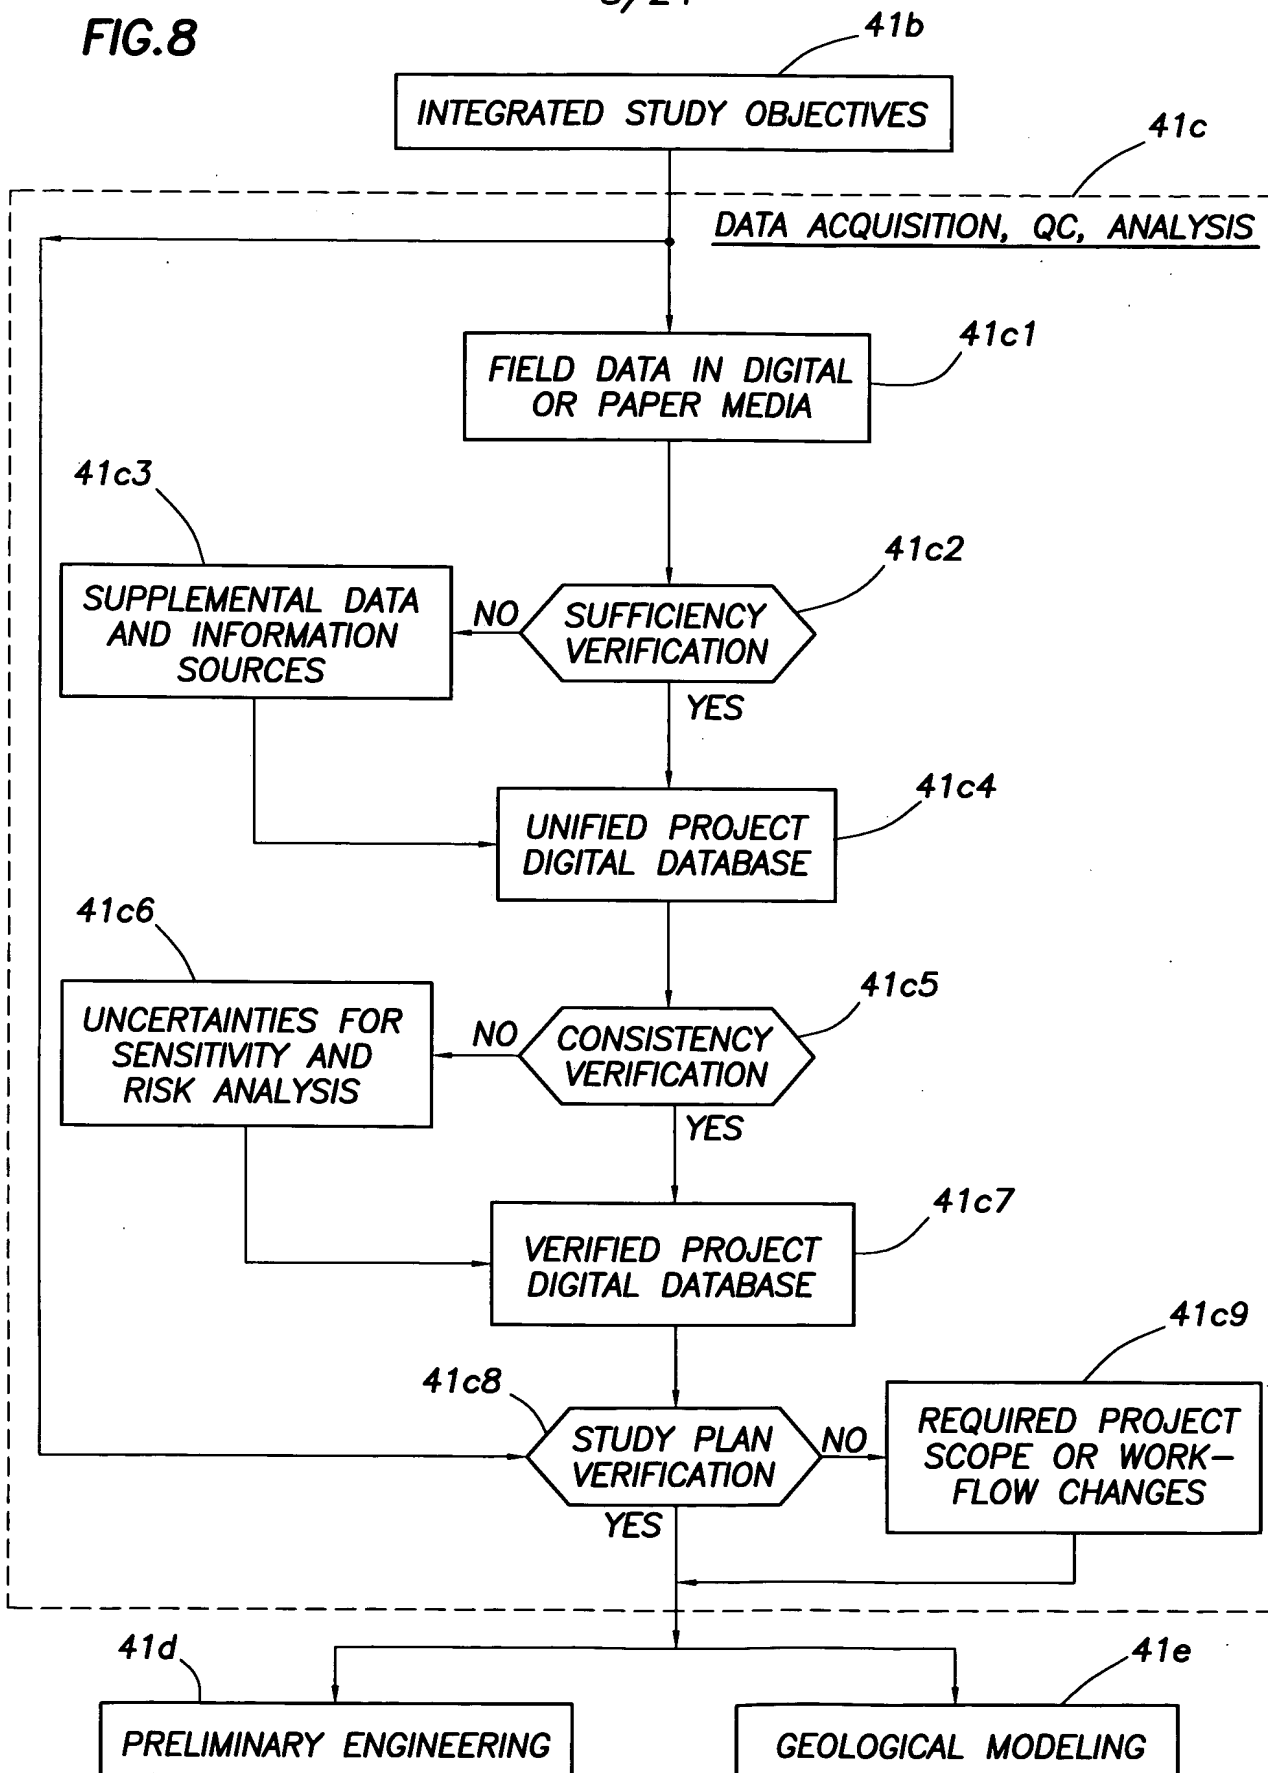 FIG.8
41b
INTEGRATED STUDY OBJECTIVES
41c
DATA ACQUISITION, QC, ANALYSIS
41c1
FIELD DATA IN DIGITAL
OR PAPER MEDIA
41c3
41c2
SUPPLEMENTAL DATA
AND INFORMATION
SOURCES
NO
SUFFICIENCY
VERIFICATION
YES
41c4
UNIFIED PROJECT
DIGITAL DATABASE
41c6
41c5
UNCERTAINTIES FOR
SENSITIVITY AND
RISK ANALYSIS
NO
CONSISTENCY
VERIFICATION
YES
41c7
VERIFIED PROJECT
DIGITAL DATABASE
41c9
41c8
STUDY PLAN
VERIFICATION
NO
REQUIRED PROJECT
SCOPE OR WORK-
FLOW CHANGES
YES
41d
41e
PRELIMINARY ENGINEERING
GEOLOGICAL MODELING